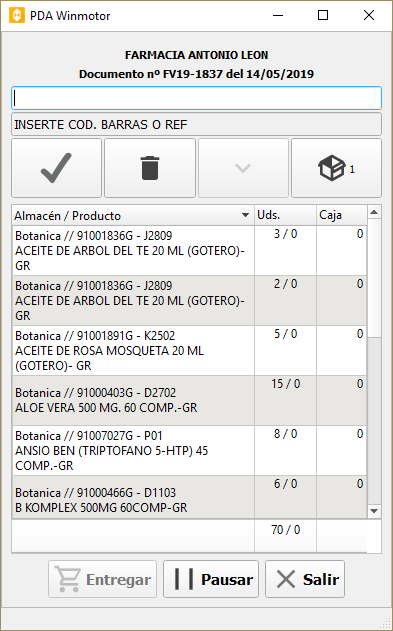 PDA Winmotor
FARMACIA ANTONIO LEON
Documento nº FV19-1837 del 14/05/2019
INSERTE COD. BARRAS O REF
1
Almacén / Producto Uds. Caja
Botanica // 91001836G - J2809 3 / 0 0
ACEITE DE ARBOL DEL TE 20 ML (GOTERO)-
GR
Botanica // 91001836G - J2809 2 / 0 0
ACEITE DE ARBOL DEL TE 20 ML (GOTERO)-
GR
Botanica // 91001891G - K2502 5 / 0 0
ACEITE DE ROSA MOSQUETA 20 ML
(GOTERO)- GR
Botanica // 91000403G - D2702 15 / 0 0
ALOE VERA 500 MG. 60 COMP.-GR
Botanica // 91007027G - P01 8 / 0 0
ANSIO BEN (TRIPTOFANO 5-HTP) 45
COMP.-GR
Botanica // 91000466G - D1103 6 / 0 0
B KOMPLEX 500MG 60COMP-GR
70 / 0
Entregar Pausar Salir